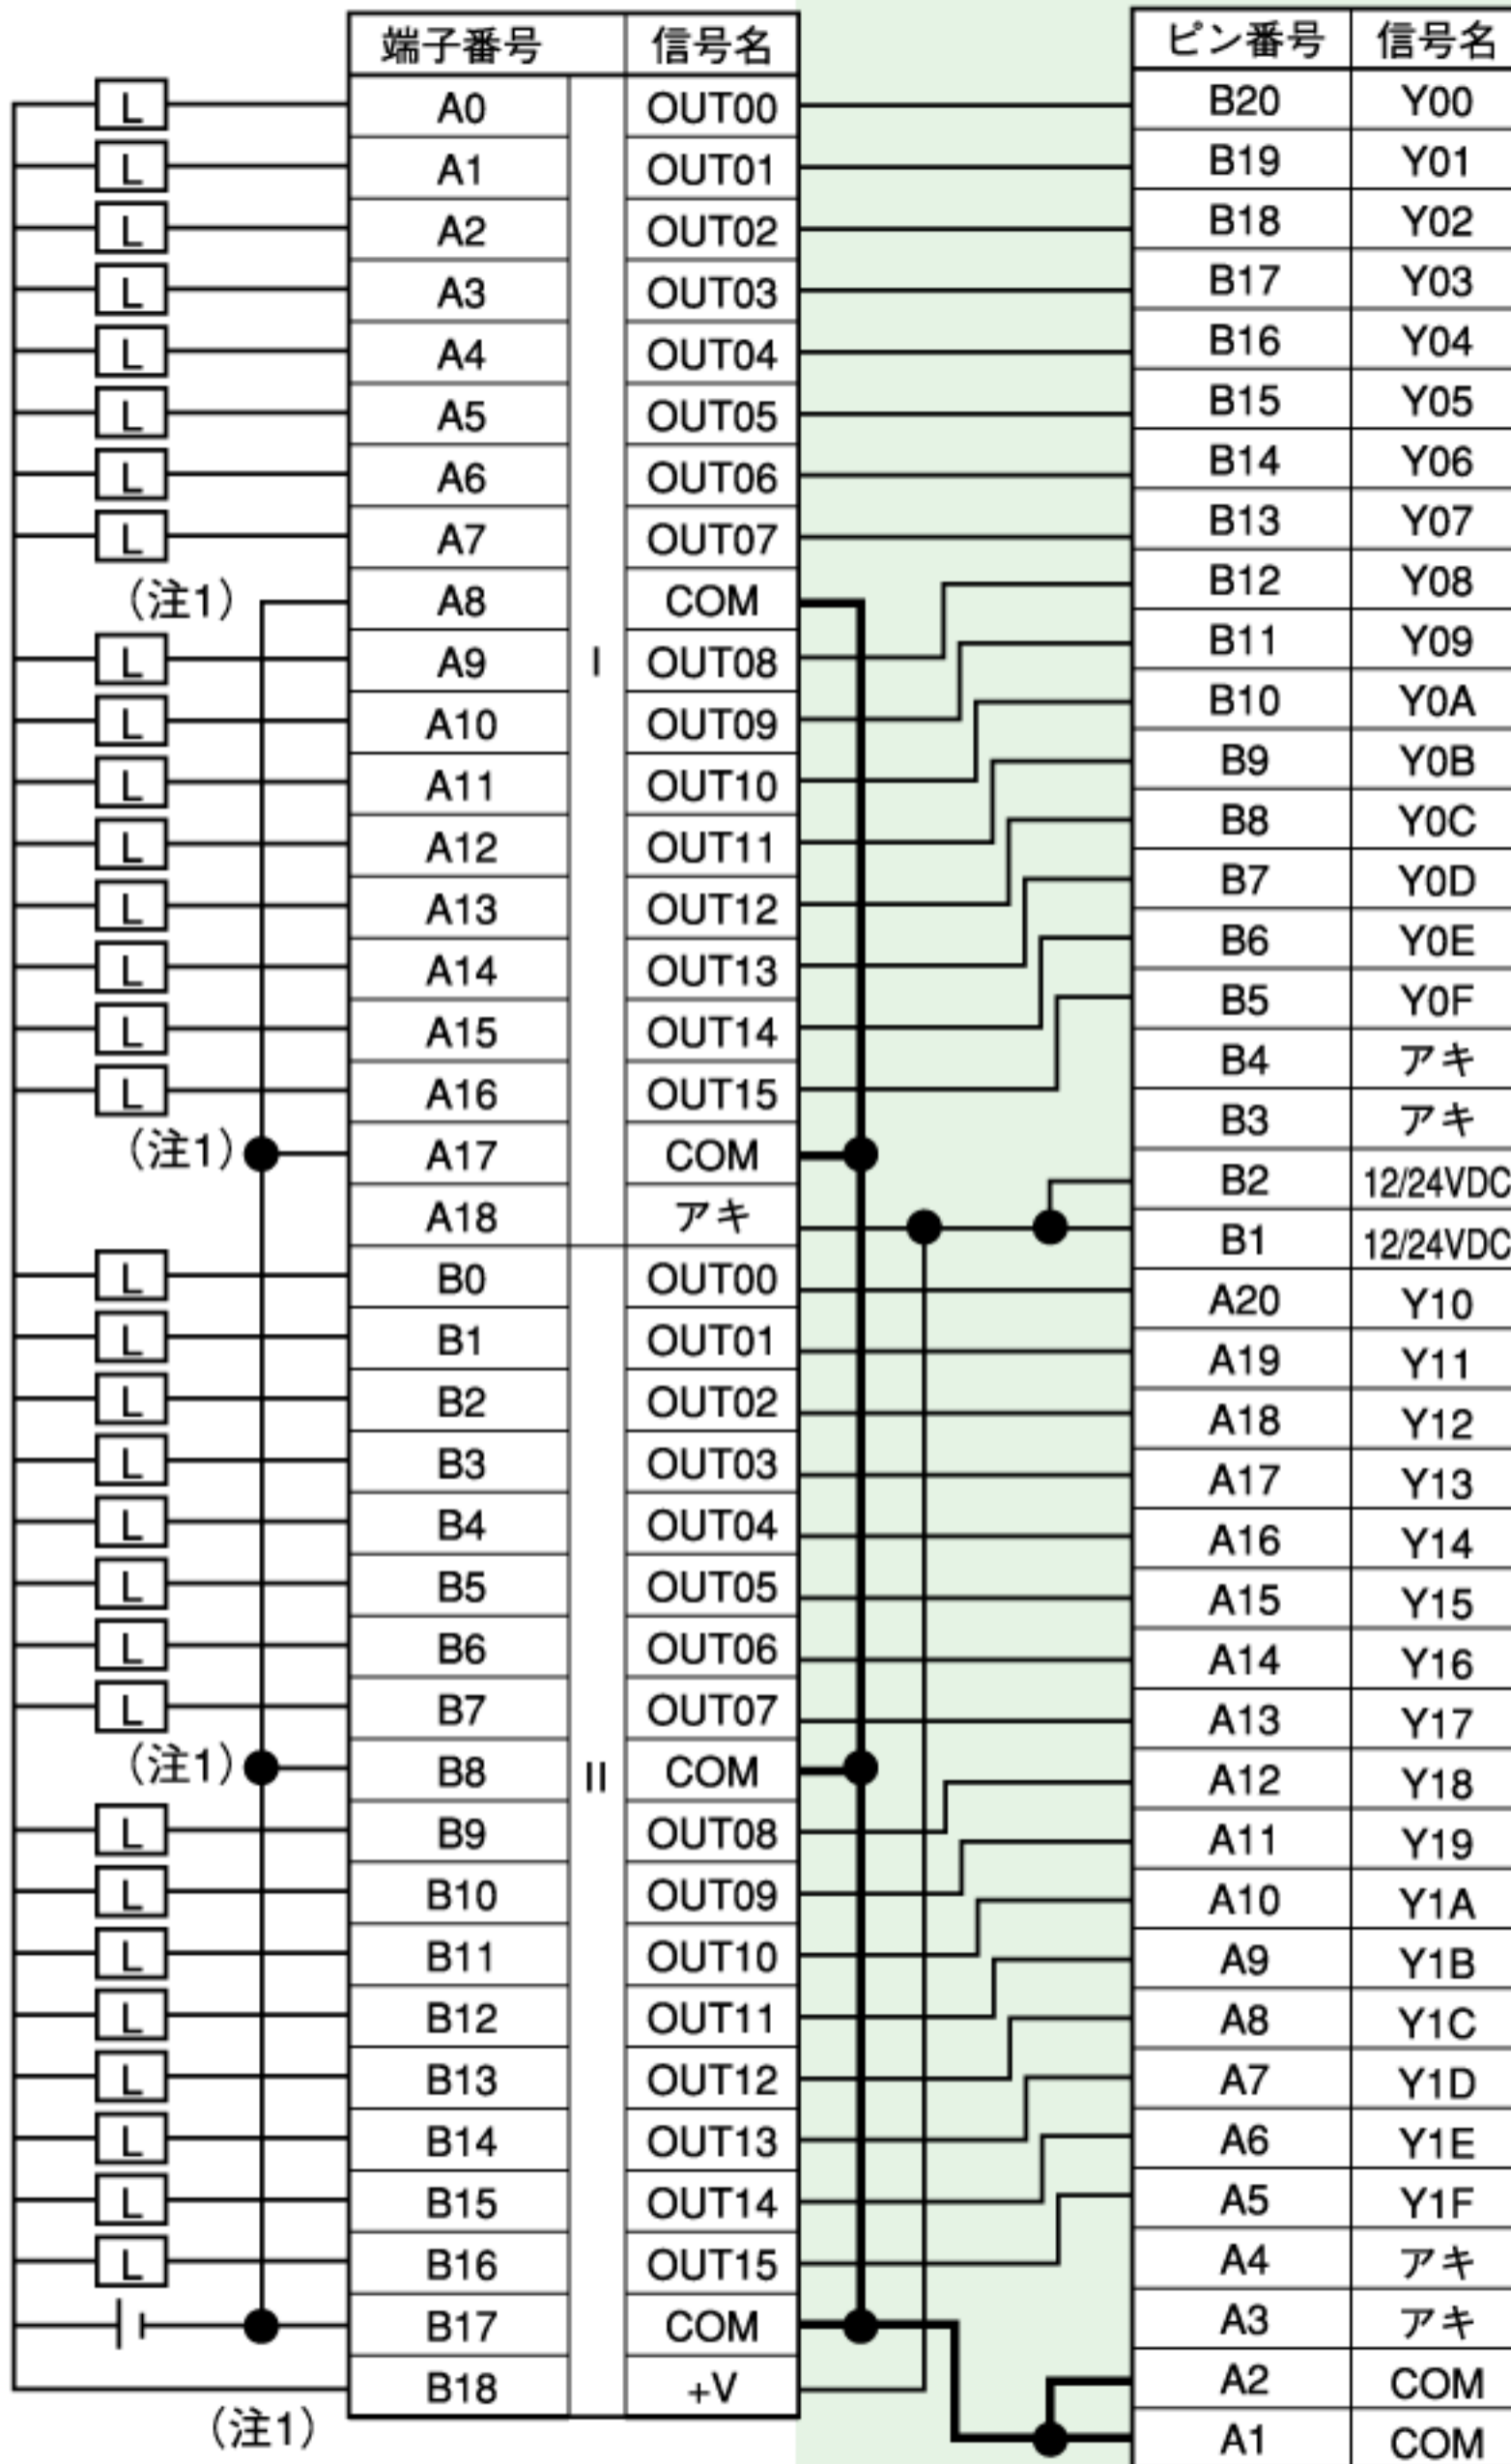 端子番号 信号名 ピン番号 信号名
L A0 OUT00 B20 Y00
L A1 OUT01 B19 Y01
L A2 OUT02 B18 Y02
L A3 OUT03 B17 Y03
L A4 OUT04 B16 Y04
L A5 OUT05 B15 Y05
L A6 OUT06 B14 Y06
L A7 OUT07 B13 Y07
(注1) A8 COM B12 Y08
L A9 I OUT08 B11 Y09
L A10 OUT09 B10 Y0A
L A11 OUT10 B9 Y0B
L A12 OUT11 B8 Y0C
L A13 OUT12 B7 Y0D
L A14 OUT13 B6 Y0E
L A15 OUT14 B5 Y0F
L A16 OUT15 B4 アキ
(注1) A17 COM B3 アキ
A18 アキ B2 12/24VDC
B1 12/24VDC
L B0 OUT00 A20 Y10
L B1 OUT01 A19 Y11
L B2 OUT02 A18 Y12
L B3 OUT03 A17 Y13
L B4 OUT04 A16 Y14
L B5 OUT05 A15 Y15
L B6 OUT06 A14 Y16
L B7 OUT07 A13 Y17
(注1) B8 II COM A12 Y18
L B9 OUT08 A11 Y19
L B10 OUT09 A10 Y1A
L B11 OUT10 A9 Y1B
L B12 OUT11 A8 Y1C
L B13 OUT12 A7 Y1D
L B14 OUT13 A6 Y1E
L B15 OUT14 A5 Y1F
L B16 OUT15 A4 アキ
B17 COM A3 アキ
B18 +V A2 COM
(注1) A1 COM